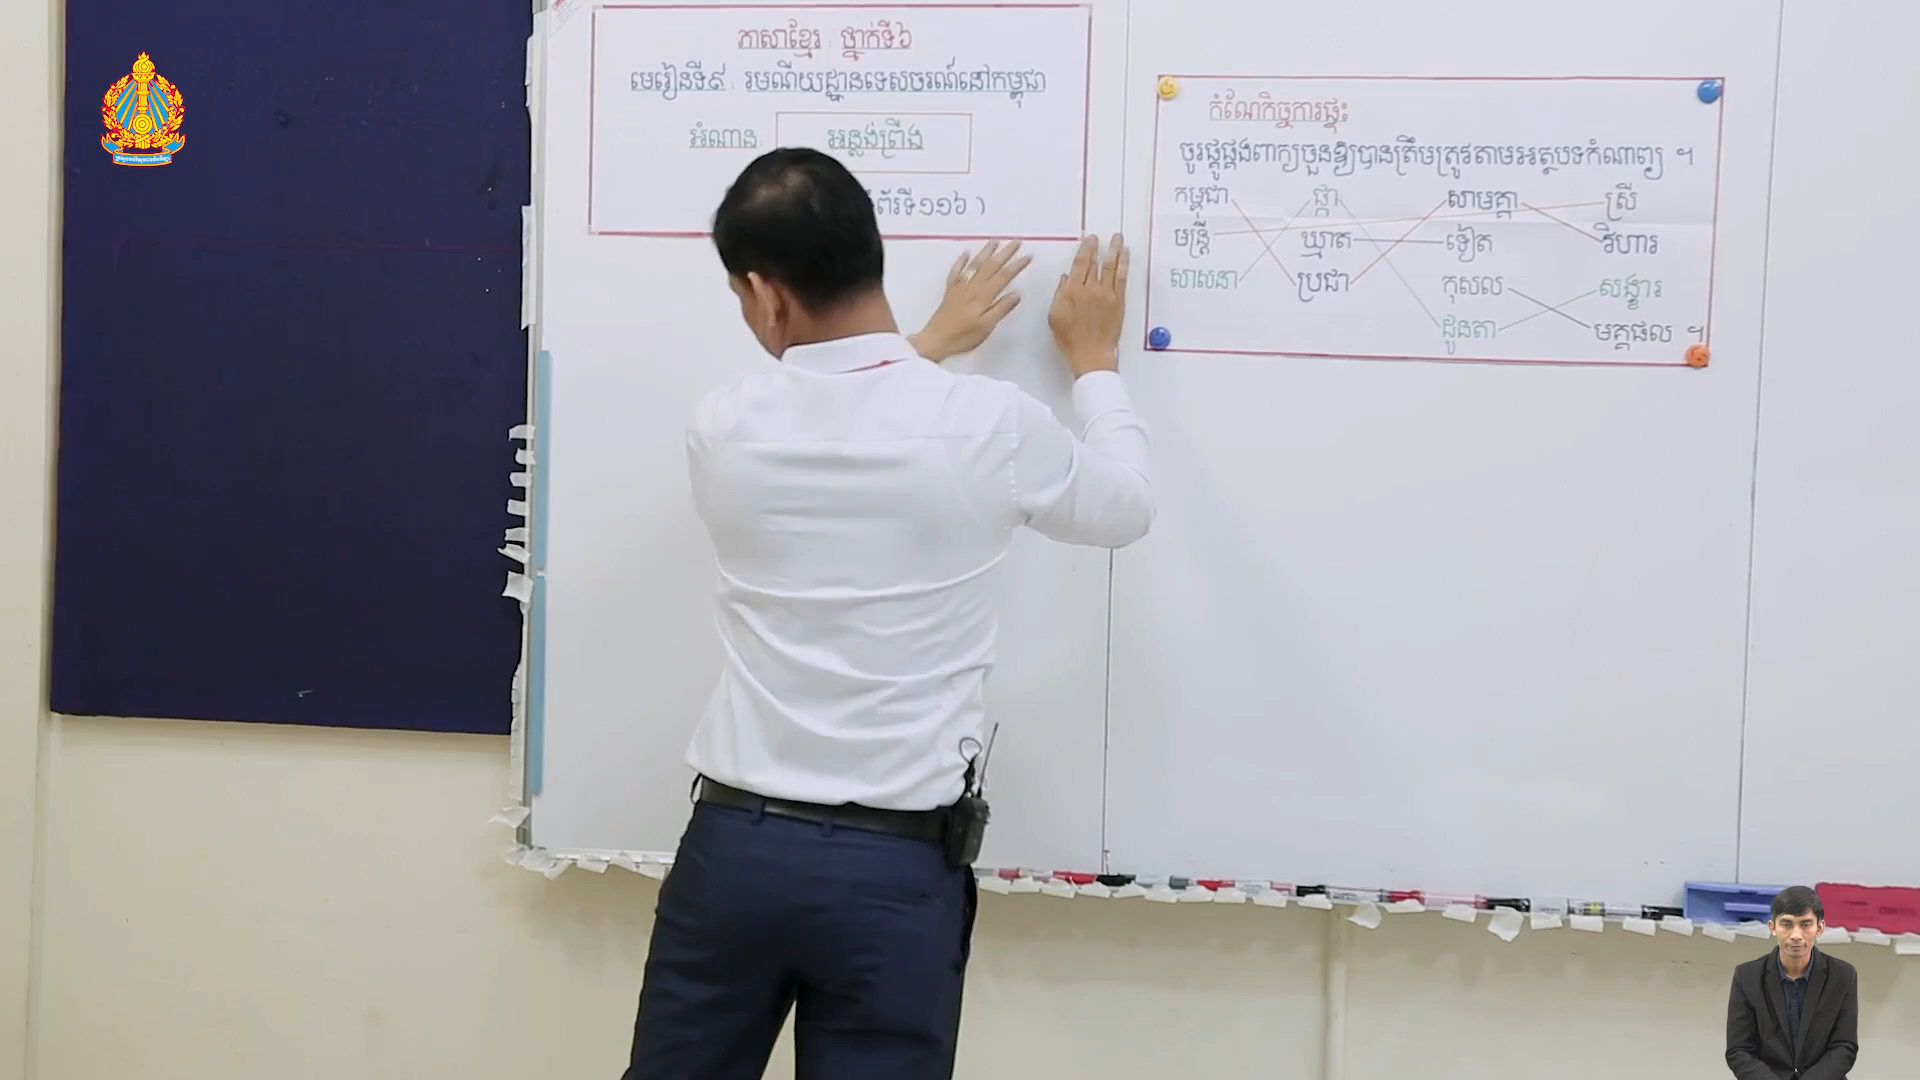 ភាសាខ្មែរ : ថ្នាក់ទី៦
មេរៀនទី៩ : រមណីយដ្ឋានទេសចរណ៍នៅកម្ពុជា
អំណាន: អន្លង់ព្រីង
ព័រទី១១៦ )
កំណែកិច្ចការផ្ទះ
ចូរផ្គូផ្គងពាក្យចួនឱ្យបានត្រឹមត្រូវតាមអត្ថបទកំណាព្យ ។
កម្ពុជា ផ្កា សាមគ្គា ស្រី
មន្ត្រី ឃ្មាត ទៀត វិហារ
សាសនា ប្រជា កុសល សង្ខារ
ដូនតា មគ្គផល ។